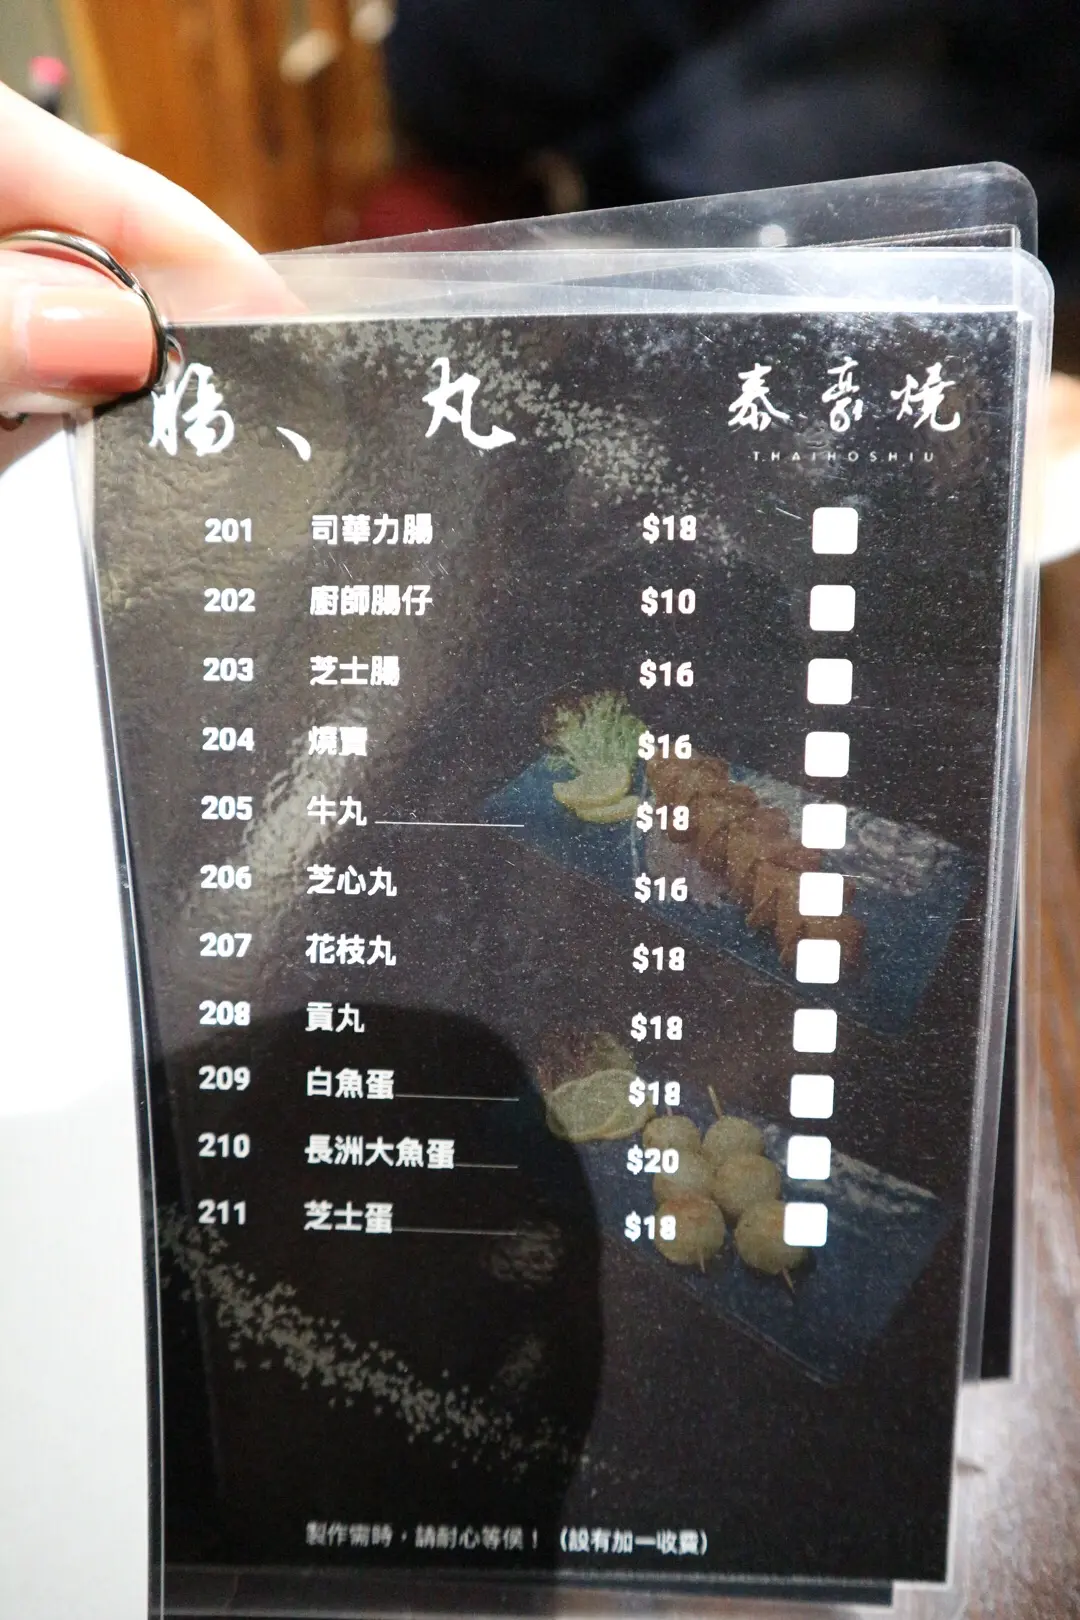 腸、丸
泰豪燒
THAIHOSHIU
201 司華力腸 $18
202 廚師腸仔 $10
203 芝士腸 $16
204 燒賣 $16
205 牛丸 $18
206 芝心丸 $16
207 花枝丸 $18
208 貢丸 $18
209 白魚蛋 $18
210 長洲大魚蛋 $20
211 芝士蛋 $18
製作需時，請耐心等候！（設有加一收費）